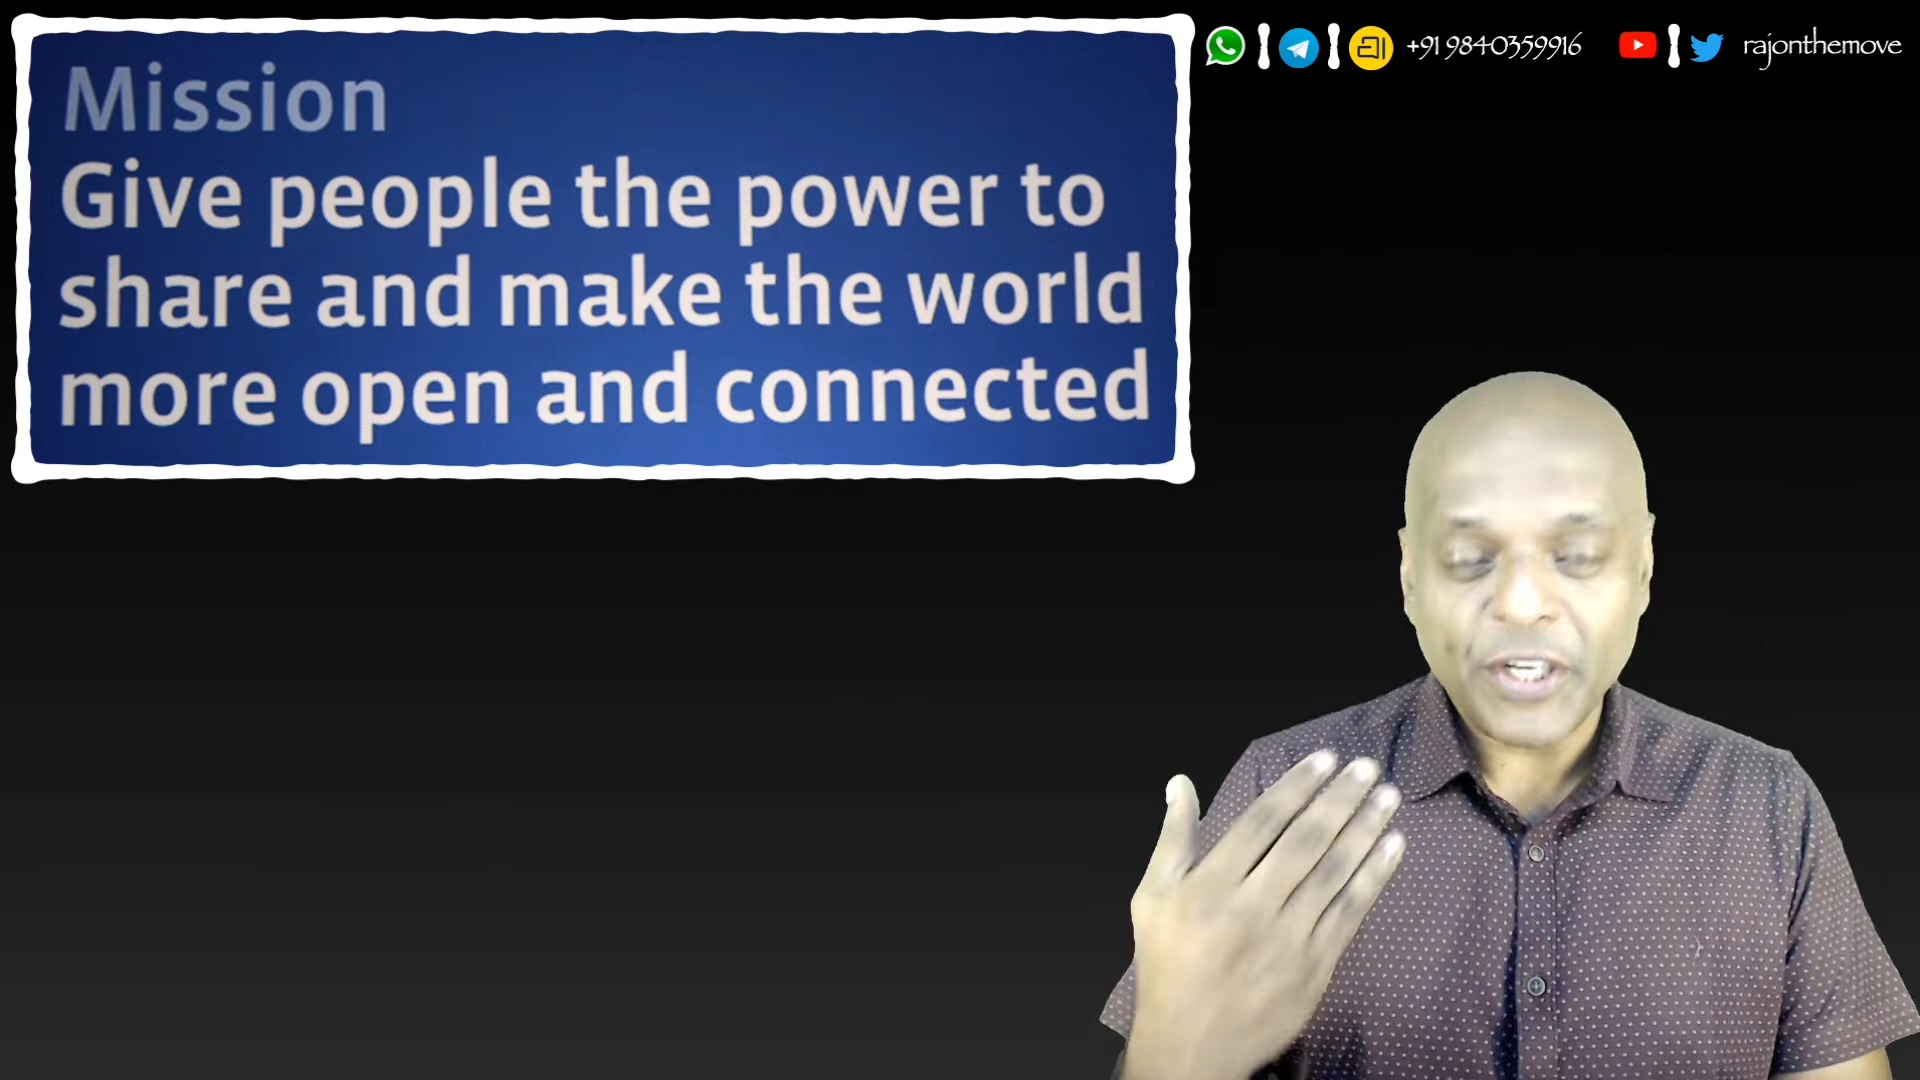 Mission
Give people the power to
share and make the world
more open and connected
+91 9840359916
rajonthemove